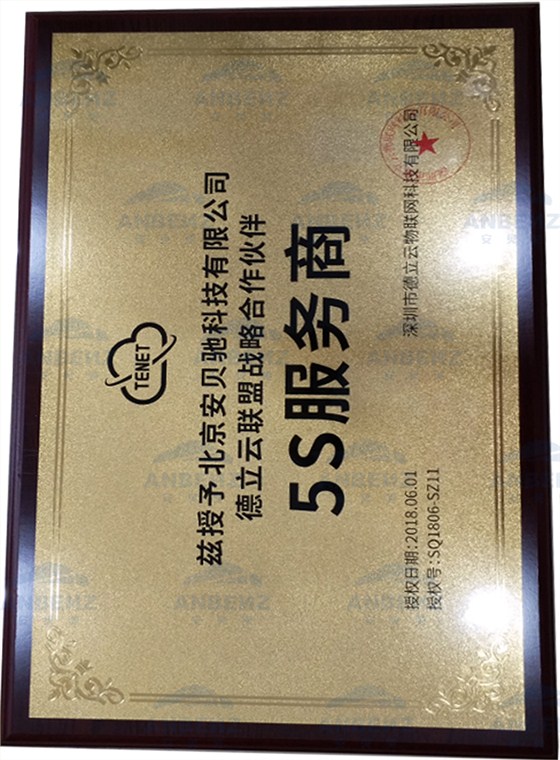 TENET
兹授予北京安贝驰科技有限公司
德立云联盟战略合作伙伴
5S服务商
授权日期:2018.06.01
授权号:SQ1806-SZ11
深圳市德立云物联网科技有限公司
ANBENZ